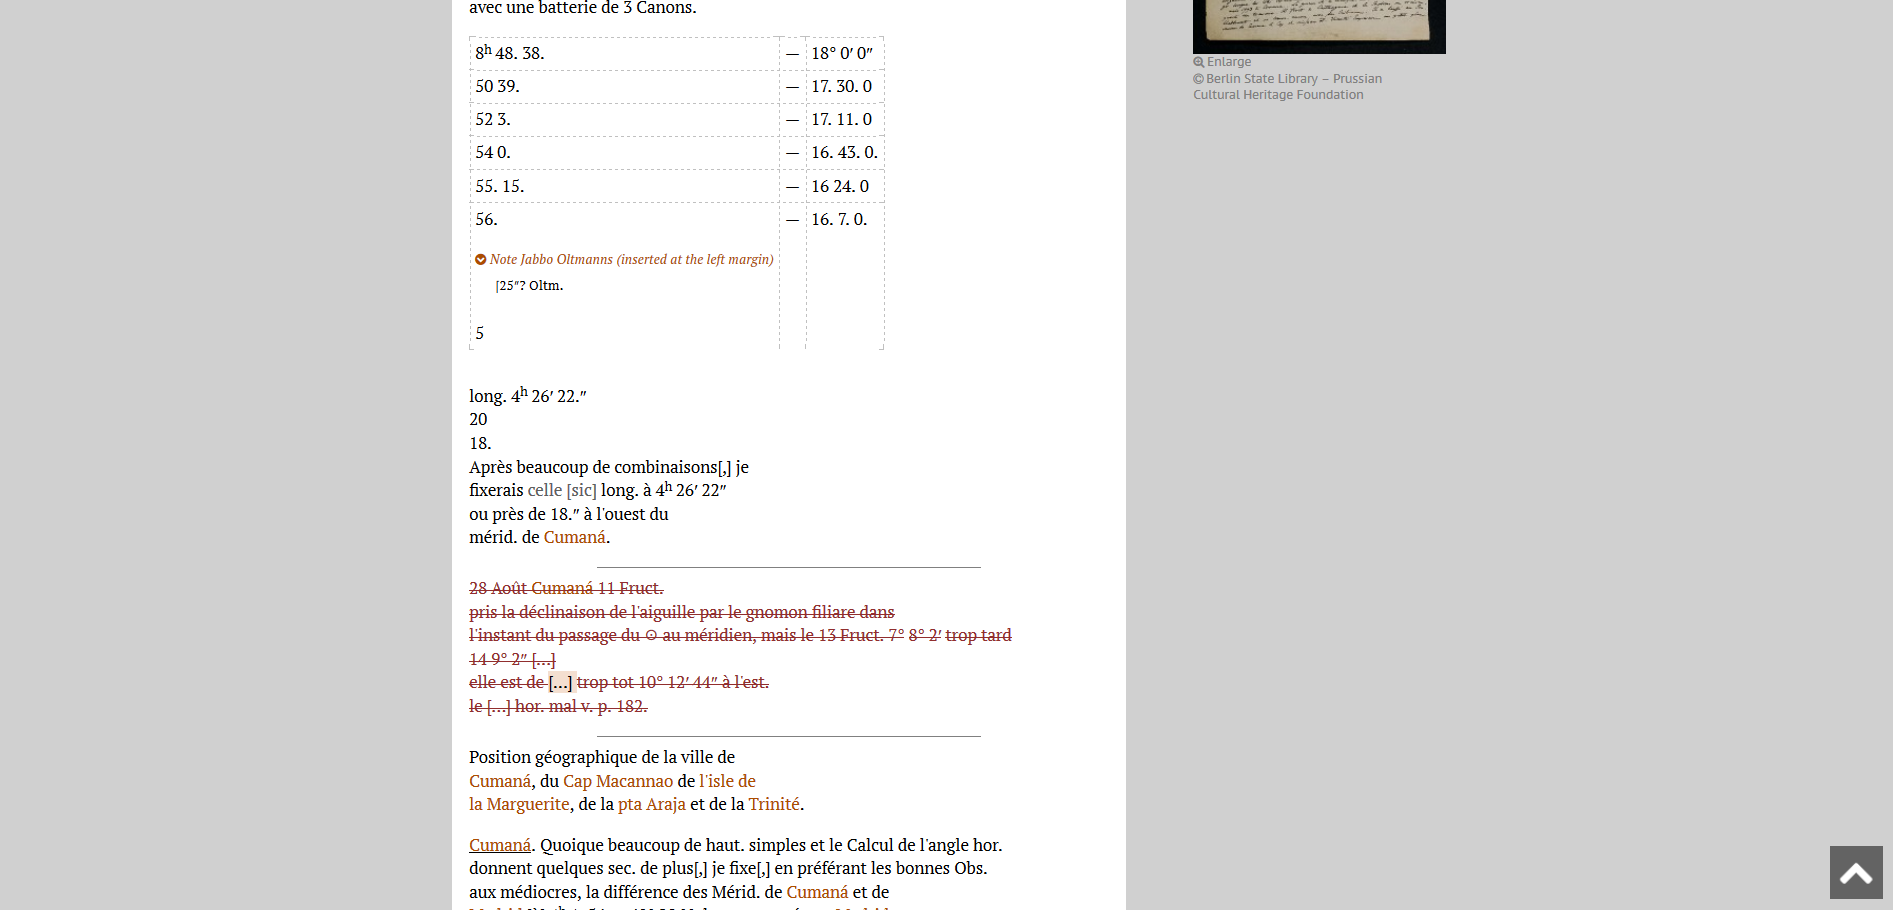 avec une batterie de 3 Canons.
8h 48. 38. — 18° 0′ 0″
50 39. — 17. 30. 0
52 3. — 17. 11. 0
54 0. — 16. 43. 0.
55. 15. — 16 24. 0
56. — 16. 7. 0.
Note Jabbo Oltmanns (inserted at the left margin)
[25″? Oltm.
5
long. 4h 26′ 22.″
20
18.
Après beaucoup de combinaisons[,] je
fixerais celle [sic] long. à 4h 26′ 22″
ou près de 18.″ à l'ouest du
mérid. de Cumaná.
28 Août Cumaná 11 Fruct.
pris la déclinaison de l'aiguille par le gnomon filiare dans
l'instant du passage du ⊙ au méridien, mais le 13 Fruct. 7° 8° 2′ trop tard
14 9° 2″ [...]
elle est de [...] trop tot 10° 12′ 44″ à l'est.
le [...] hor. mal v. p. 182.
Position géographique de la ville de
Cumaná, du Cap Macannao de l'isle de
la Marguerite, de la pta Araja et de la Trinité.
Cumaná. Quoique beaucoup de haut. simples et le Calcul de l'angle hor.
donnent quelques sec. de plus[,] je fixe[,] en préférant les bonnes Obs.
aux médiocres, la différence des Mérid. de Cumaná et de
Enlarge
© Berlin State Library – Prussian
Cultural Heritage Foundation